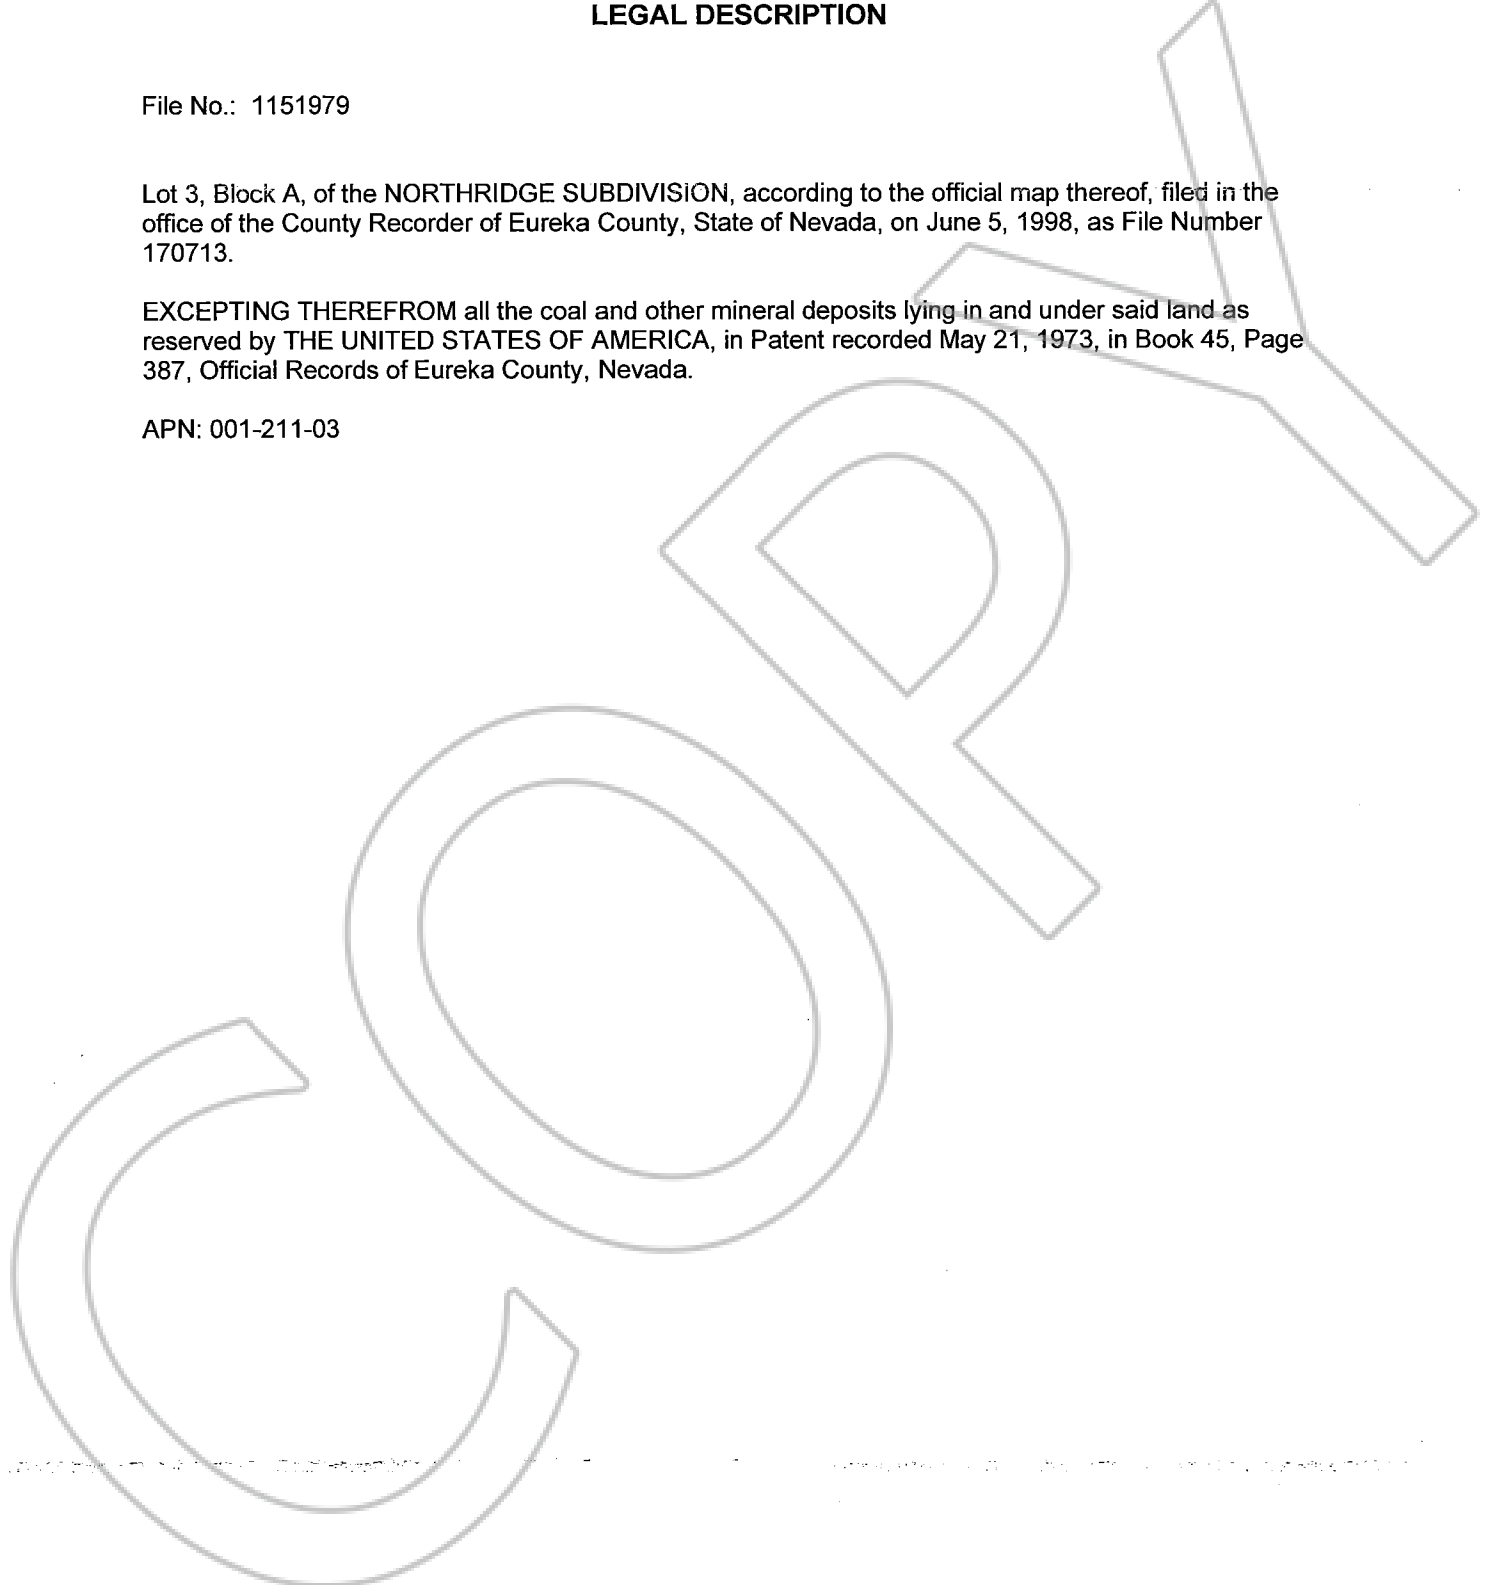 LEGAL DESCRIPTION
File No.: 1151979
Lot 3, Block A, of the NORTHRIDGE SUBDIVISION, according to the official map thereof, filed in the
office of the County Recorder of Eureka County, State of Nevada, on June 5, 1998, as File Number
170713.
EXCEPTING THEREFROM all the coal and other mineral deposits lying in and under said land as
reserved by THE UNITED STATES OF AMERICA, in Patent recorded May 21, 1973, in Book 45, Page
387, Official Records of Eureka County, Nevada.
APN: 001-211-03
COPY